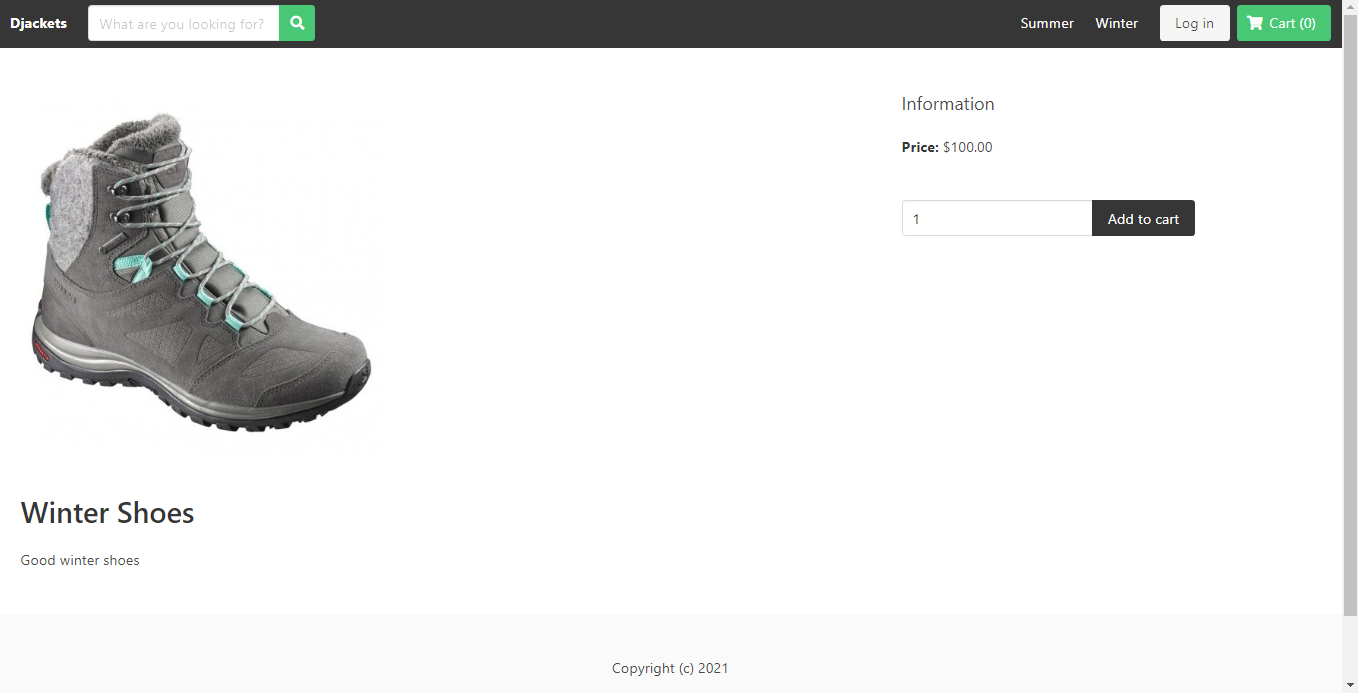 Djackets
What are you looking for?
Summer
Winter
Log in
Cart (0)
Information
Price: $100.00
1
Add to cart
Winter Shoes
Good winter shoes
Copyright (c) 2021